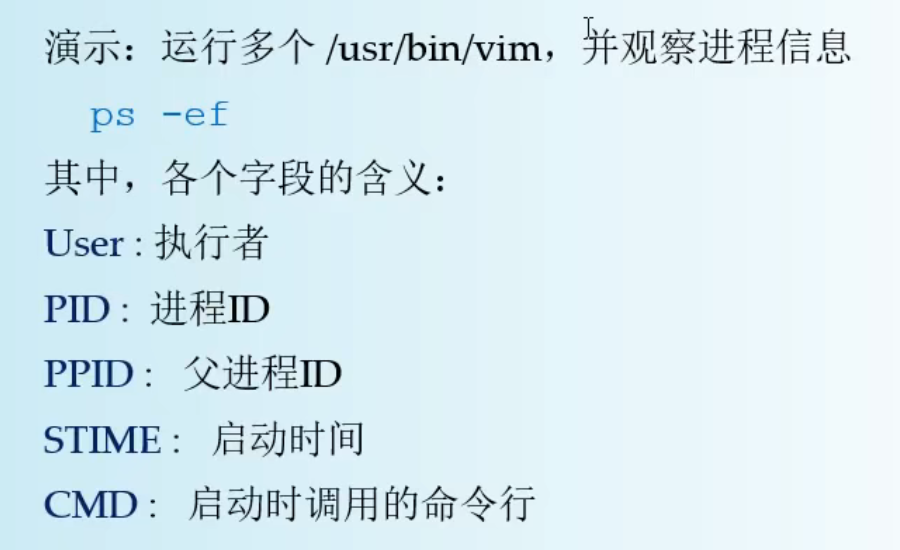 演示：运行多个 /usr/bin/vim，并观察进程信息
ps -ef
其中，各个字段的含义：
User : 执行者
PID : 进程ID
PPID : 父进程ID
STIME : 启动时间
CMD : 启动时调用的命令行